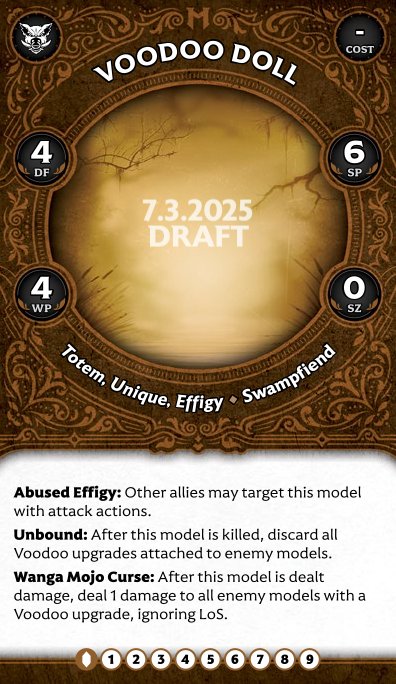 M
-
COST
VOODOO DOLL
4
DF
6
SP
7.3.2025
DRAFT
4
WP
0
SZ
Totem, Unique, Effigy • Swampfiend
Abused Effigy: Other allies may target this model
with attack actions.
Unbound: After this model is killed, discard all
Voodoo upgrades attached to enemy models.
Wanga Mojo Curse: After this model is dealt
damage, deal 1 damage to all enemy models with a
Voodoo upgrade, ignoring LoS.
1 2 3 4 5 6 7 8 9